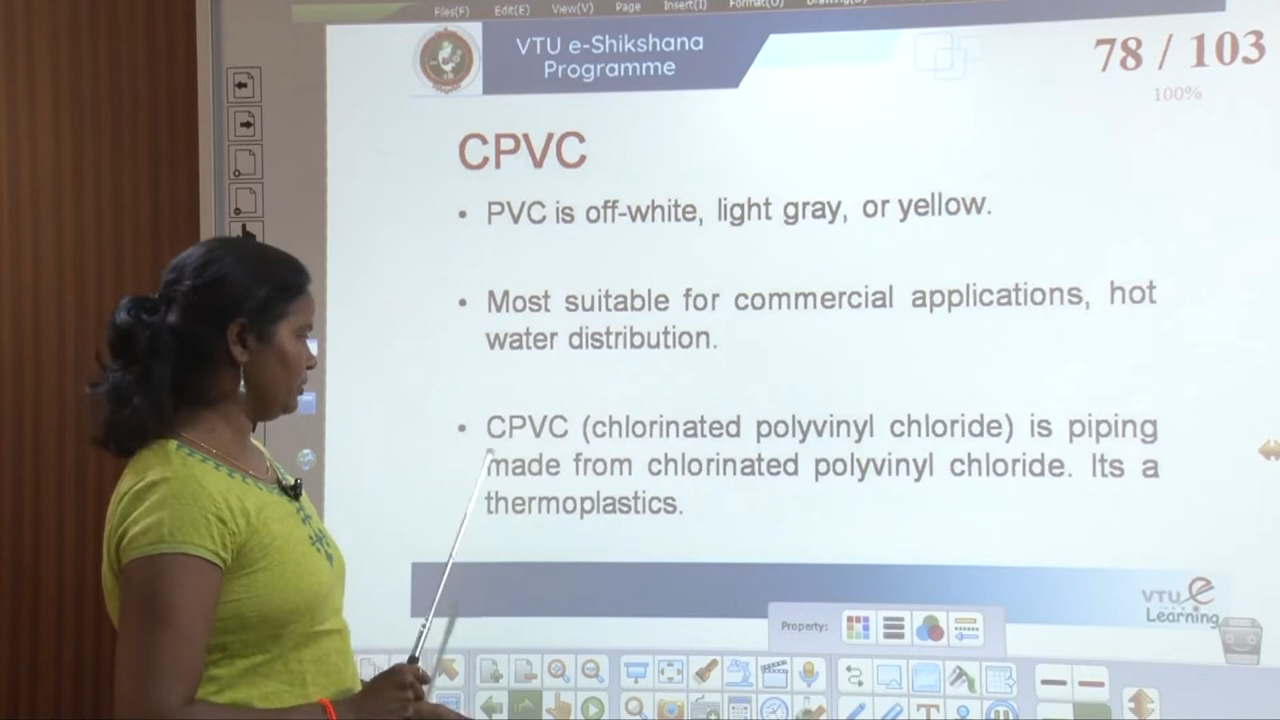 Files(F) Edit(E) View(V) Page Insert(I) Format(O)
VTU e-Shikshana
Programme
78 / 103
100%
CPVC
• PVC is off-white, light gray, or yellow.
• Most suitable for commercial applications, hot
water distribution.
• CPVC (chlorinated polyvinyl chloride) is piping
made from chlorinated polyvinyl chloride. Its a
thermoplastics.
VTU e
Learning
Property: